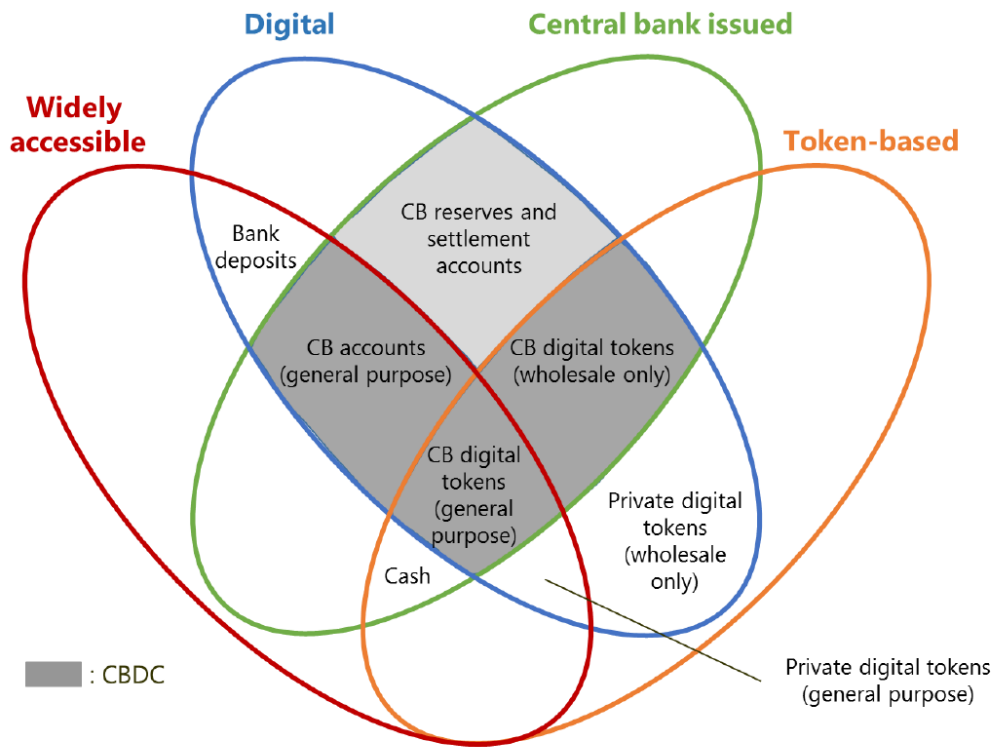 Digital
Central bank issued
Widely
accessible
Token-based
Bank
deposits
CB reserves and
settlement
accounts
CB accounts
(general purpose)
CB digital tokens
(wholesale only)
CB digital
tokens
(general
purpose)
Private digital
tokens
(wholesale
only)
Cash
: CBDC
Private digital tokens
(general purpose)